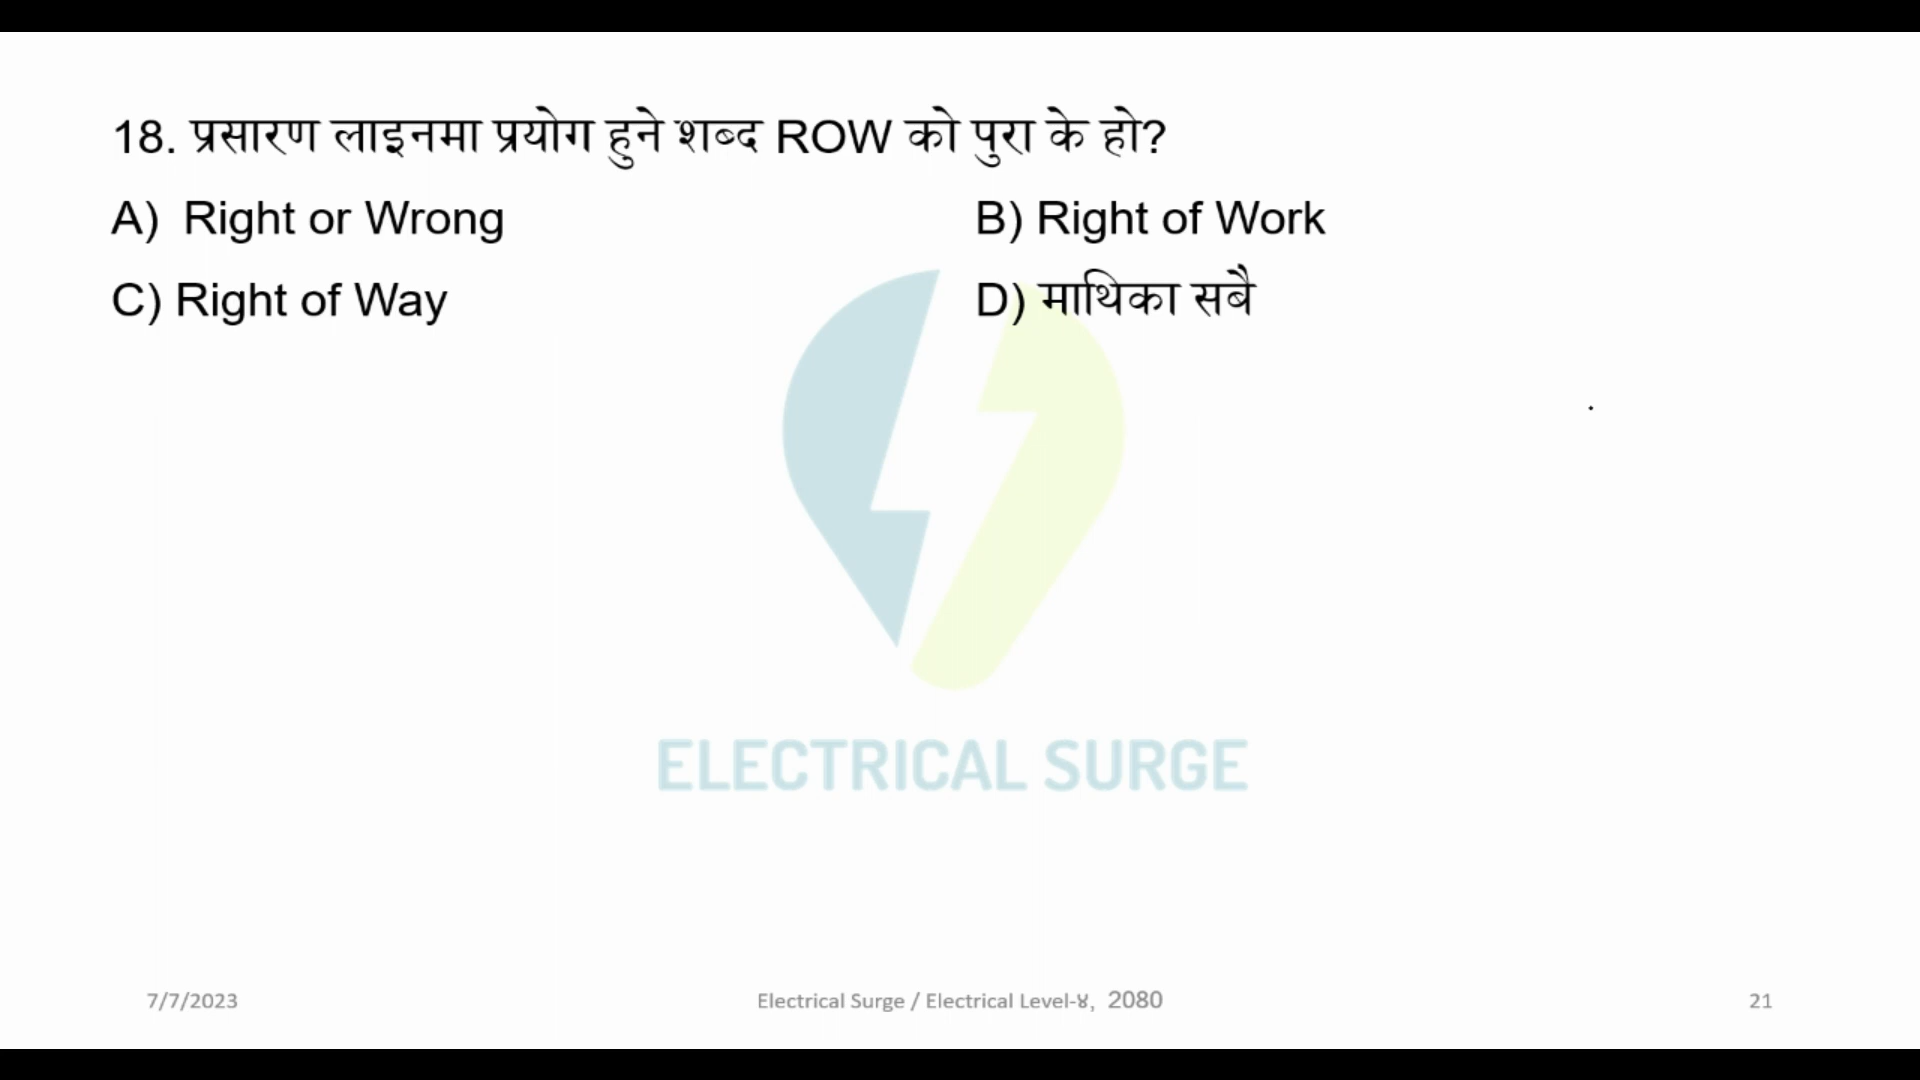 18. प्रसारण लाइनमा प्रयोग हुने शब्द ROW को पुरा के हो?
A) Right or Wrong
B) Right of Work
C) Right of Way
D) माथिका सबै
ELECTRICAL SURGE
7/7/2023
Electrical Surge / Electrical Level-४, 2080
21